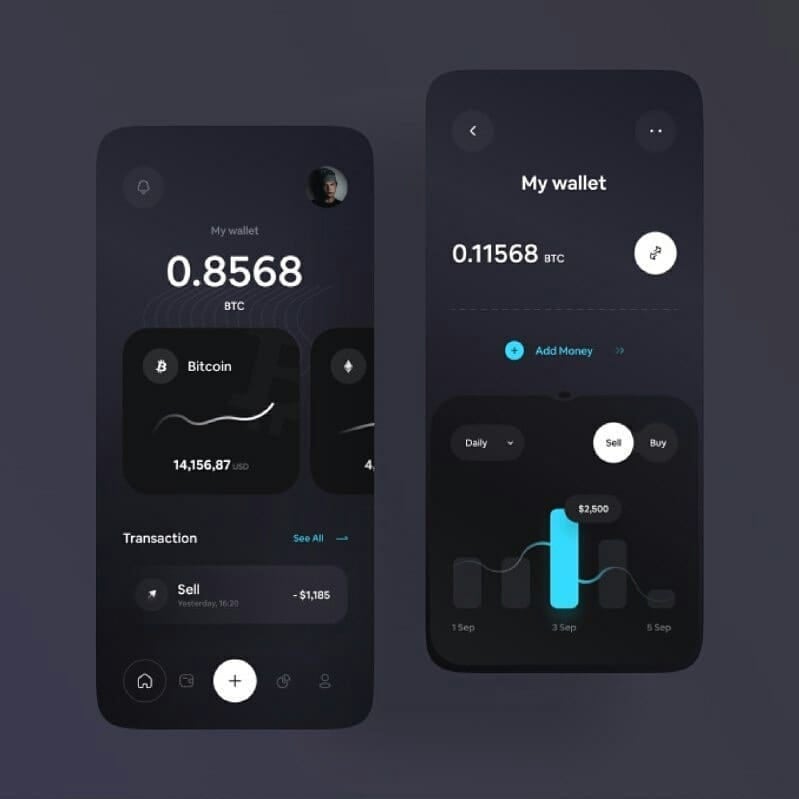 My wallet
0.8568
BTC
Bitcoin
14,156,87 USD
4,
Transaction
See All
Sell
Yesterday, 16:20
- $1,185
My wallet
0.11568 BTC
Add Money
Daily
Sell
Buy
$2,500
1 Sep
3 Sep
5 Sep